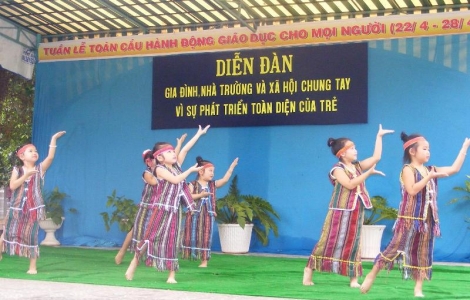 TUẦN LỄ TOÀN CẦU HÀNH ĐỘNG GIÁO DỤC CHO MỌI NGƯỜI (22/4 - 28/
DIỄN ĐÀN
GIA ĐÌNH.NHÀ TRƯỜNG VÀ XÃ HỘI CHUNG TAY
VÌ SỰ PHÁT TRIỂN TOÀN DIỆN CỦA TRẺ